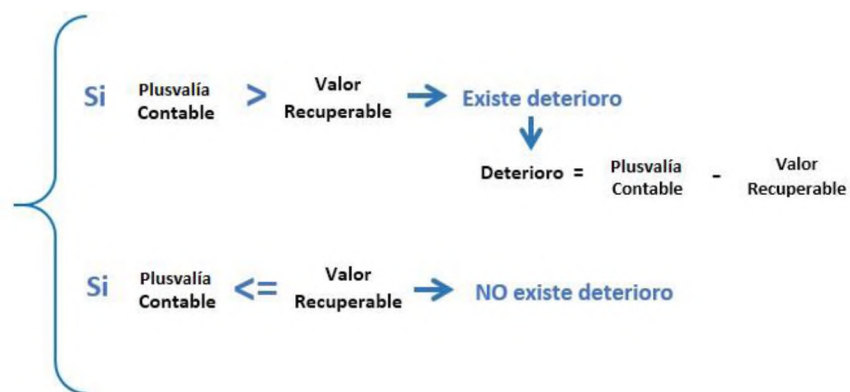 Si Plusvalía Contable > Valor Recuperable → Existe deterioro
↓
Deterioro = Plusvalía Contable - Valor Recuperable
Si Plusvalía Contable <= Valor Recuperable → NO existe deterioro